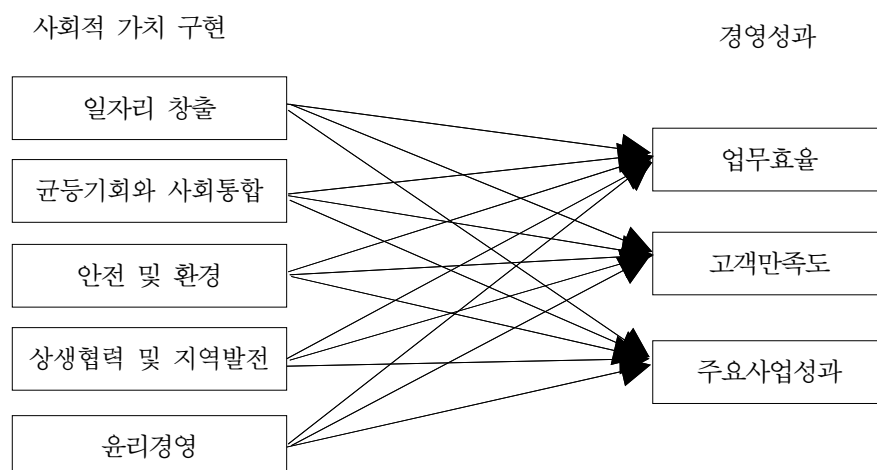 사회적 가치 구현
경영성과
일자리 창출
균등기회와 사회통합
안전 및 환경
상생협력 및 지역발전
윤리경영
업무효율
고객만족도
주요사업성과